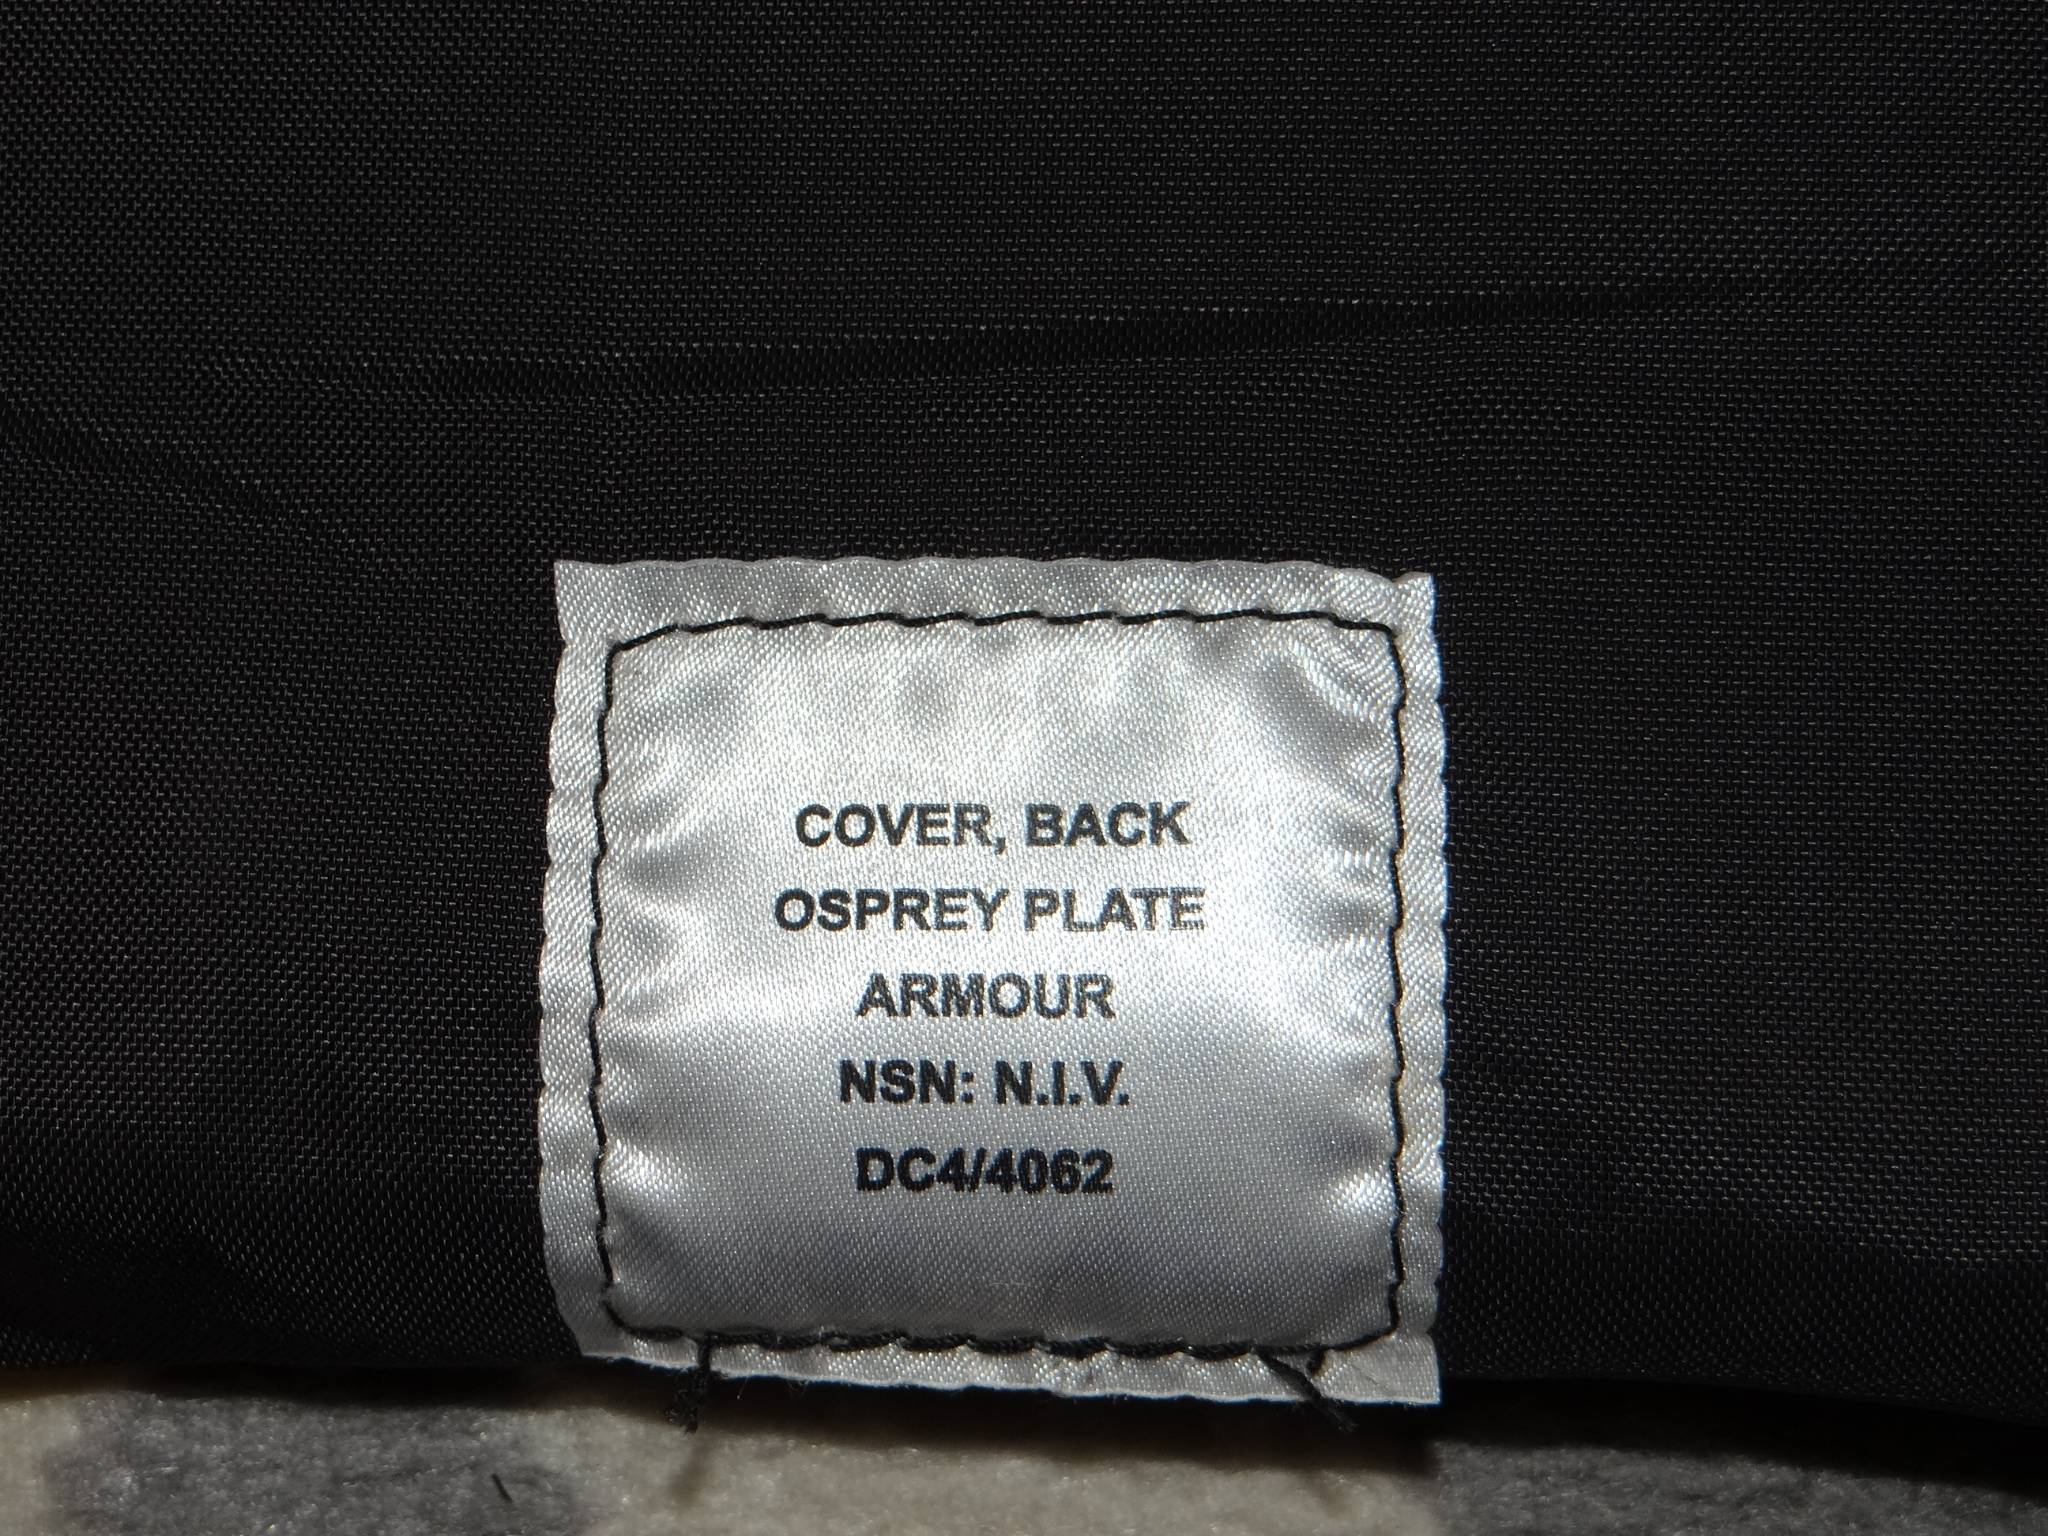 COVER, BACK
OSPREY PLATE
ARMOUR
NSN: N.I.V.
DC4/4062